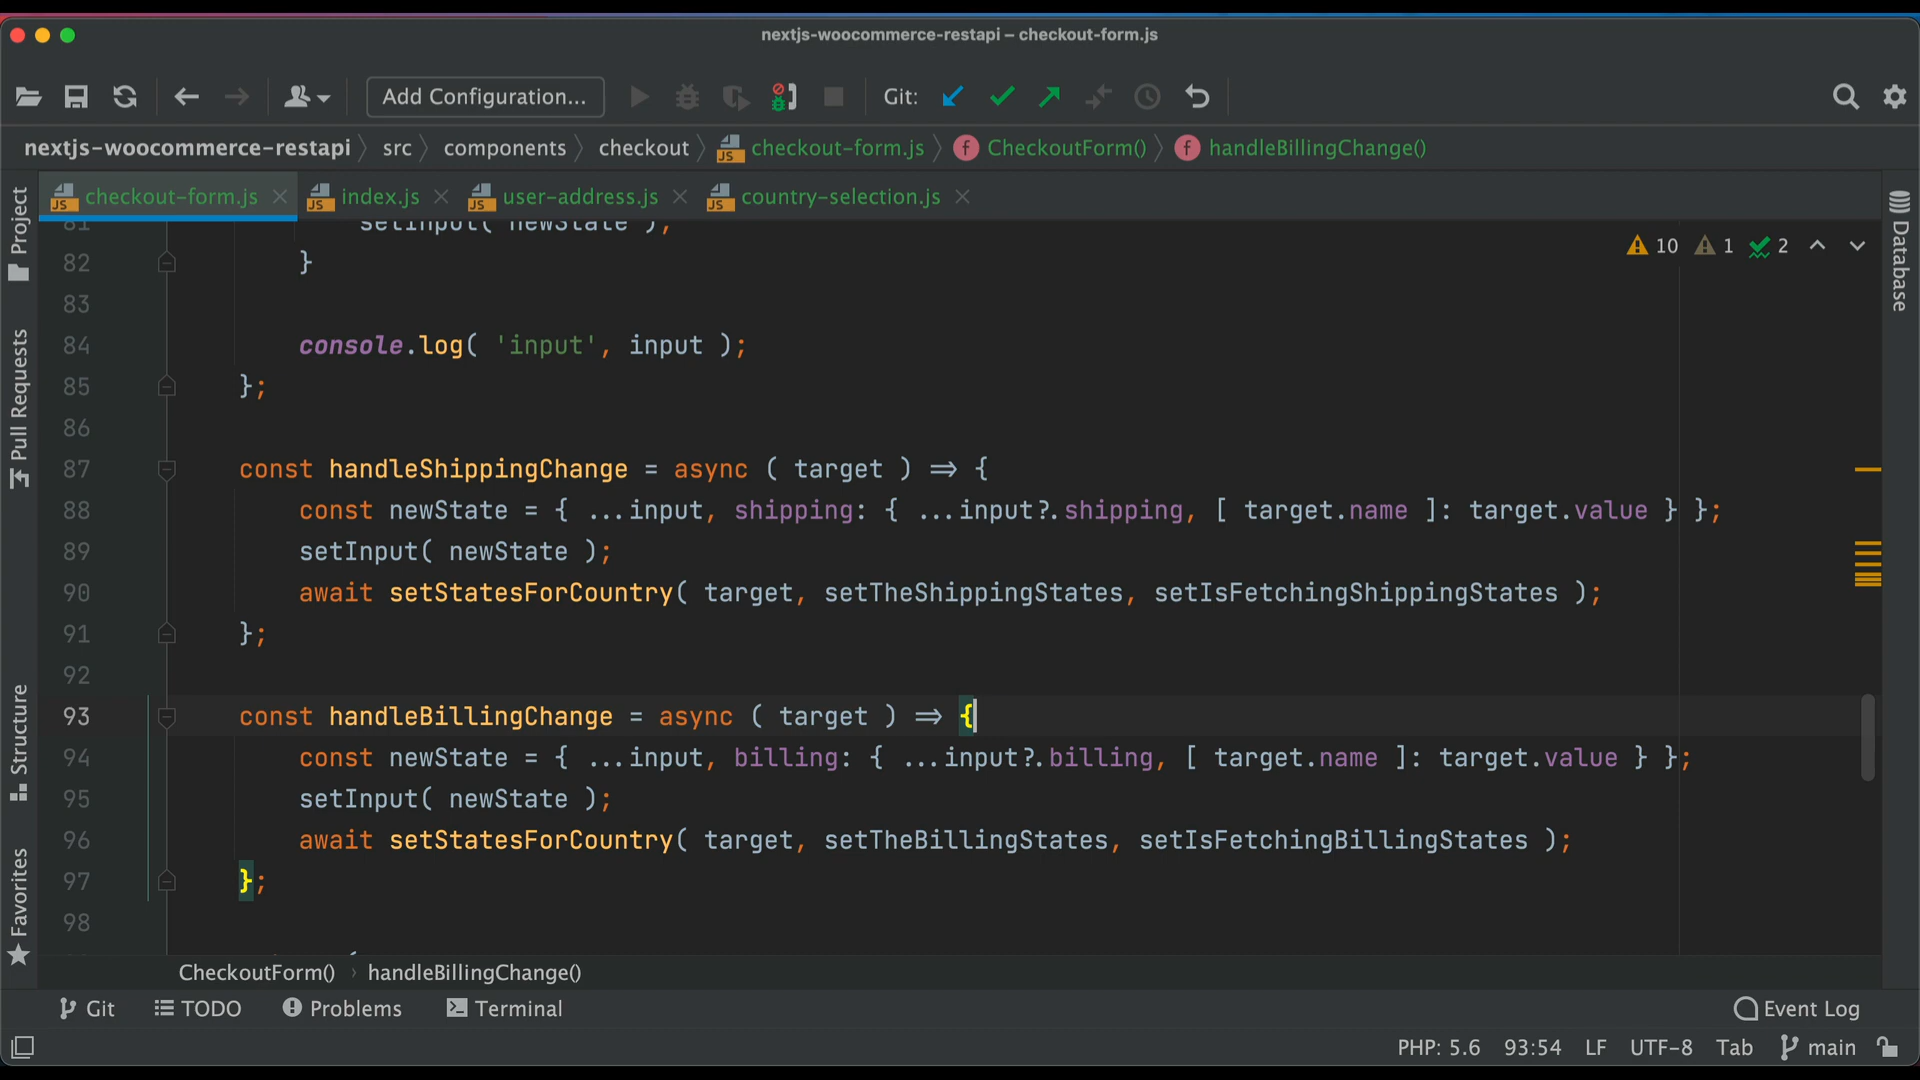 nextjs-woocommerce-restapi – checkout-form.js
Add Configuration...
Git:
nextjs-woocommerce-restapi
src
components
checkout
checkout-form.js
CheckoutForm()
handleBillingChange()
checkout-form.js
index.js
user-address.js
country-selection.js
Project
Pull Requests
Structure
Favorites
Database
10
1
2
81 setInput( newState );
82 }
83
84 console.log( 'input', input );
85 };
86
87 const handleShippingChange = async ( target ) => {
88 const newState = { ...input, shipping: { ...input?.shipping, [ target.name ]: target.value } };
89 setInput( newState );
90 await setStatesForCountry( target, setTheShippingStates, setIsFetchingShippingStates );
91 };
92
93 const handleBillingChange = async ( target ) => {
94 const newState = { ...input, billing: { ...input?.billing, [ target.name ]: target.value } };
95 setInput( newState );
96 await setStatesForCountry( target, setTheBillingStates, setIsFetchingBillingStates );
97 };
98
CheckoutForm() › handleBillingChange()
Git
TODO
Problems
Terminal
Event Log
PHP: 5.6
93:54
LF
UTF-8
Tab
main